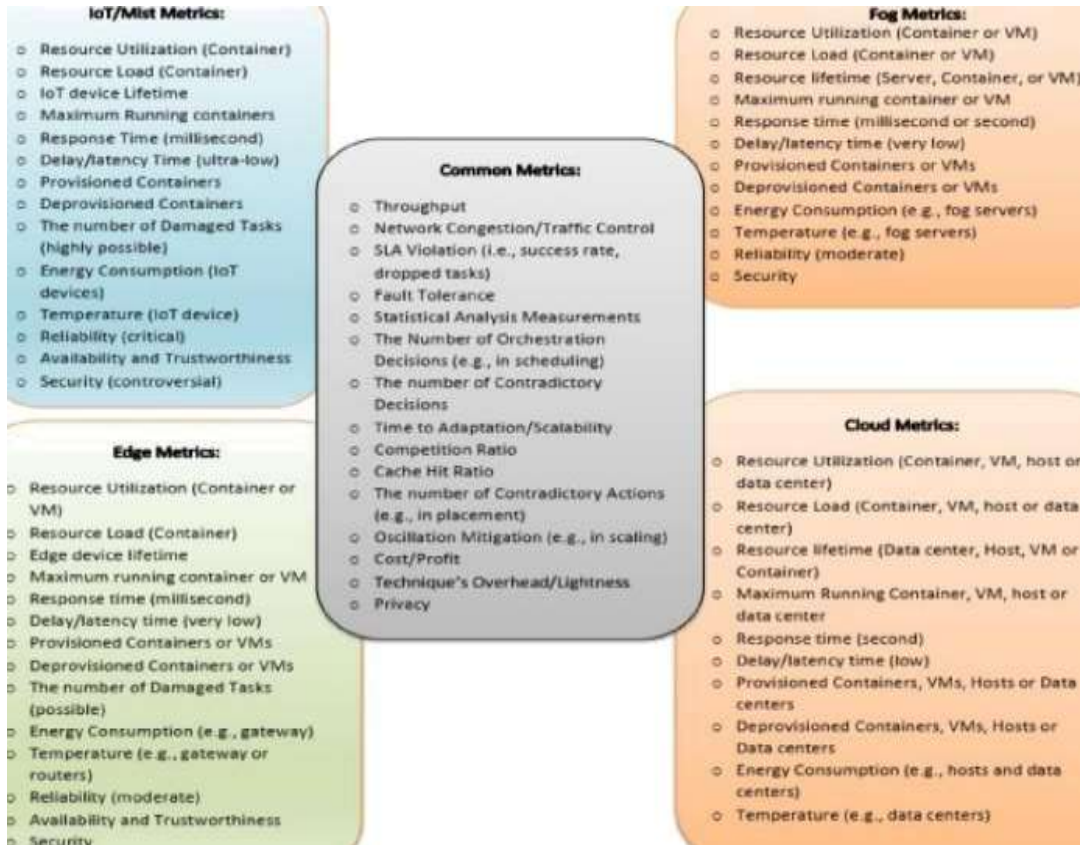 IoT/Mist Metrics:
o Resource Utilization (Container)
o Resource Load (Container)
o IoT device Lifetime
o Maximum Running containers
o Response Time (millisecond)
o Delay/latency Time (ultra-low)
o Provisioned Containers
o Deprovisioned Containers
o The number of Damaged Tasks
(highly possible)
o Energy Consumption (IoT
devices)
o Temperature (IoT device)
o Reliability (critical)
o Availability and Trustworthiness
o Security (controversial)
Edge Metrics:
o Resource Utilization (Container or
VM)
o Resource Load (Container)
o Edge device lifetime
o Maximum running container or VM
o Response time (millisecond)
o Delay/latency time (very low)
o Provisioned Containers or VMs
o Deprovisioned Containers or VMs
o The number of Damaged Tasks
(possible)
o Energy Consumption (e.g., gateway)
o Temperature (e.g., gateway or
routers)
o Reliability (moderate)
o Availability and Trustworthiness
o Security
Common Metrics:
o Throughput
o Network Congestion/Traffic Control
o SLA Violation (i.e., success rate,
dropped tasks)
o Fault Tolerance
o Statistical Analysis Measurements
o The Number of Orchestration
Decisions (e.g., in scheduling)
o The number of Contradictory
Decisions
o Time to Adaptation/Scalability
o Competition Ratio
o Cache Hit Ratio
o The number of Contradictory Actions
(e.g., in placement)
o Oscillation Mitigation (e.g., in scaling)
o Cost/Profit
o Technique's Overhead/Lightness
o Privacy
Fog Metrics:
o Resource Utilization (Container or VM)
o Resource Load (Container or VM)
o Resource lifetime (Server, Container, or VM)
o Maximum running container or VM
o Response time (millisecond or second)
o Delay/latency time (very low)
o Provisioned Containers or VMs
o Deprovisioned Containers or VMs
o Energy Consumption (e.g., fog servers)
o Temperature (e.g., fog servers)
o Reliability (moderate)
o Security
Cloud Metrics:
o Resource Utilization (Container, VM, host or
data center)
o Resource Load (Container, VM, host or data
center)
o Resource lifetime (Data center, Host, VM or
Container)
o Maximum Running Container, VM, host or
data center
o Response time (second)
o Delay/latency time (low)
o Provisioned Containers, VMs, Hosts or Data
centers
o Deprovisioned Containers, VMs, Hosts or
Data centers
o Energy Consumption (e.g., hosts and data
centers)
o Temperature (e.g., data centers)